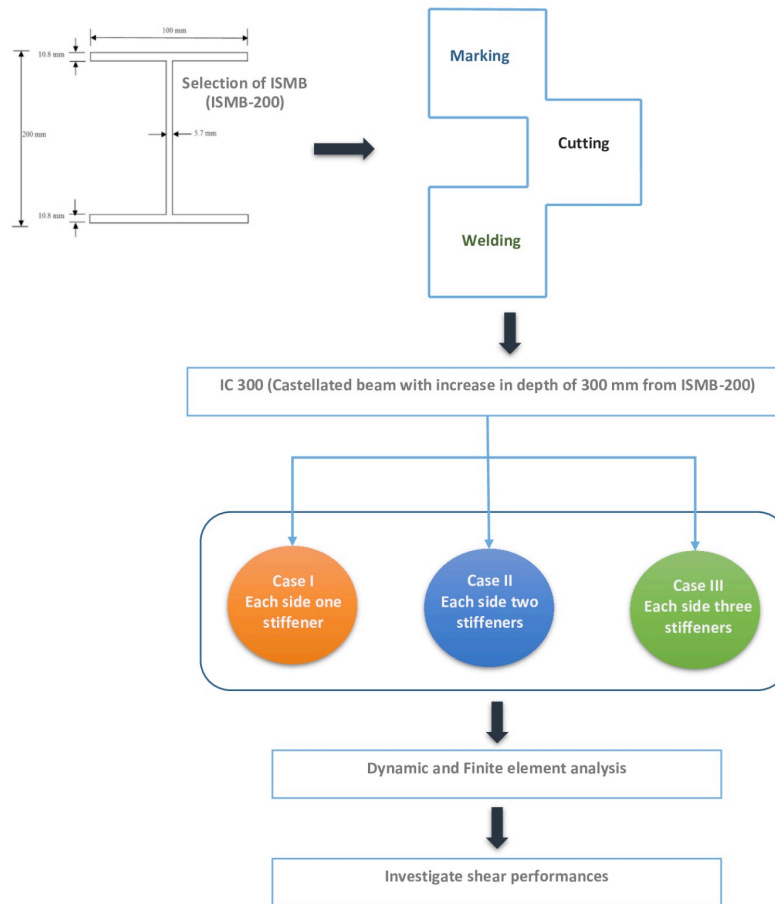 100 mm
10.8 mm
Selection of ISMB
(ISMB-200)
200 mm
5.7 mm
10.8 mm
Marking
Cutting
Welding
IC 300 (Castellated beam with increase in depth of 300 mm from ISMB-200)
Case I
Each side one
stiffener
Case II
Each side two
stiffeners
Case III
Each side three
stiffeners
Dynamic and Finite element analysis
Investigate shear performances